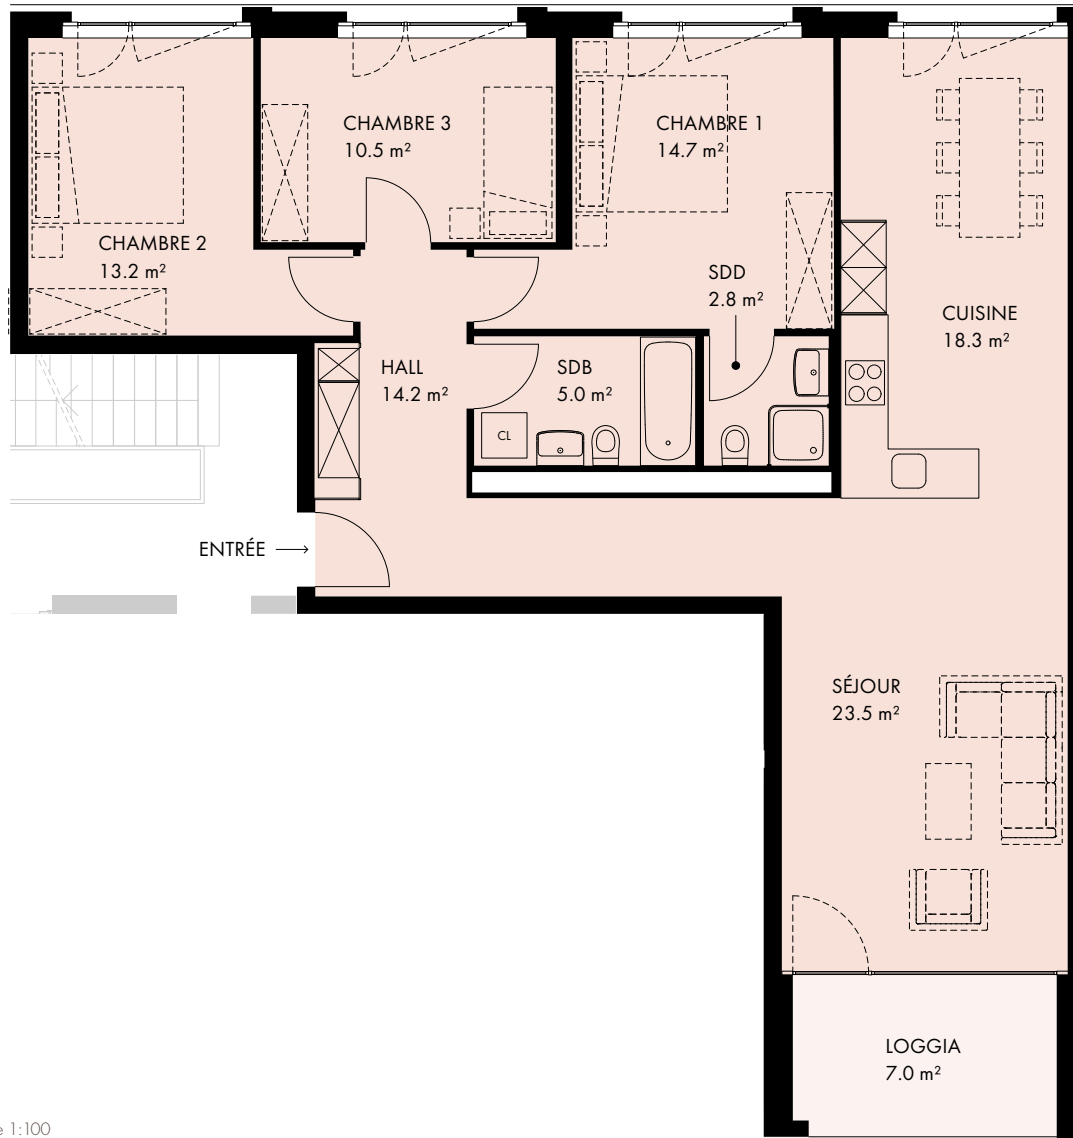 CHAMBRE 3
10.5 m²
CHAMBRE 1
14.7 m²
CHAMBRE 2
13.2 m²
SDD
2.8 m²
CUISINE
18.3 m²
HALL
14.2 m²
SDB
5.0 m²
CL
ENTRÉE
SÉJOUR
23.5 m²
LOGGIA
7.0 m²
1:100